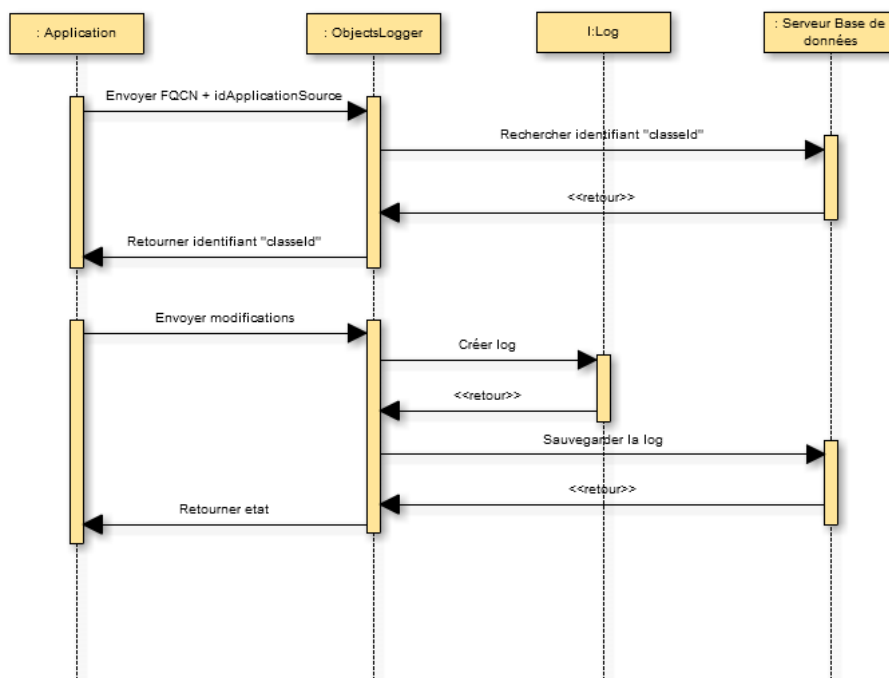 : Application
: ObjectsLogger
l:Log
: Serveur Base de
données
Envoyer FQCN + idApplicationSource
Rechercher identifiant "classeId"
<<retour>>
Retourner identifiant "classeId"
Envoyer modifications
Créer log
<<retour>>
Sauvegarder la log
<<retour>>
Retourner etat